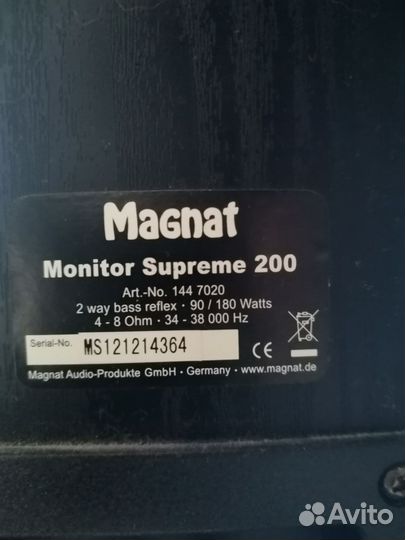 Magnat
Monitor Supreme 200
Art.-No. 144 7020
2 way bass reflex · 90 / 180 Watts
4 - 8 Ohm · 34 - 38 000 Hz
Serial-No. MS121214364
CE
Magnat Audio-Produkte GmbH · Germany · www.magnat.de
Avito